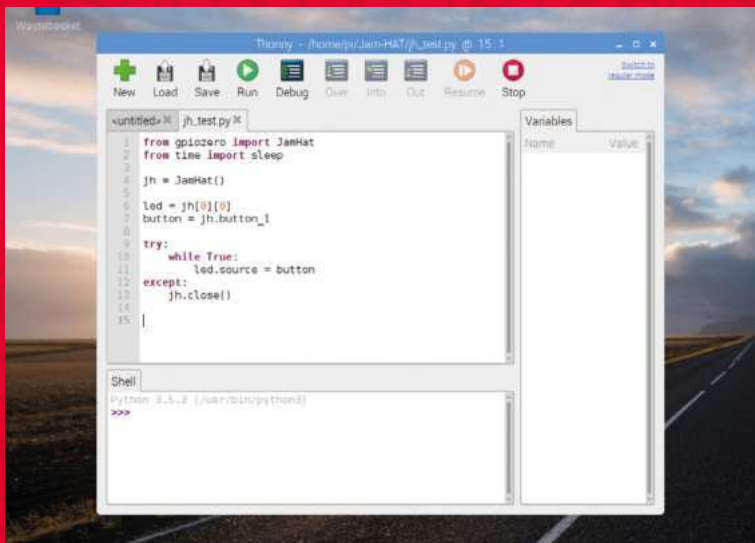 Wastebasket
Thonny - /home/pi/Jam-HAT/jh_test.py @ 15 : 1
New Load Save Run Debug Over Into Out Resume Stop
Switch to
regular mode
<untitled> × jh_test.py ×
Variables
Name Value
1 from gpiozero import JamHat
2 from time import sleep
3
4 jh = JamHat()
5
6 led = jh[0][0]
7 button = jh.button_1
8
9 try:
10     while True:
11         led.source = button
12 except:
13     jh.close()
14
15
Shell
Python 3.5.3 (/usr/bin/python3)
>>>